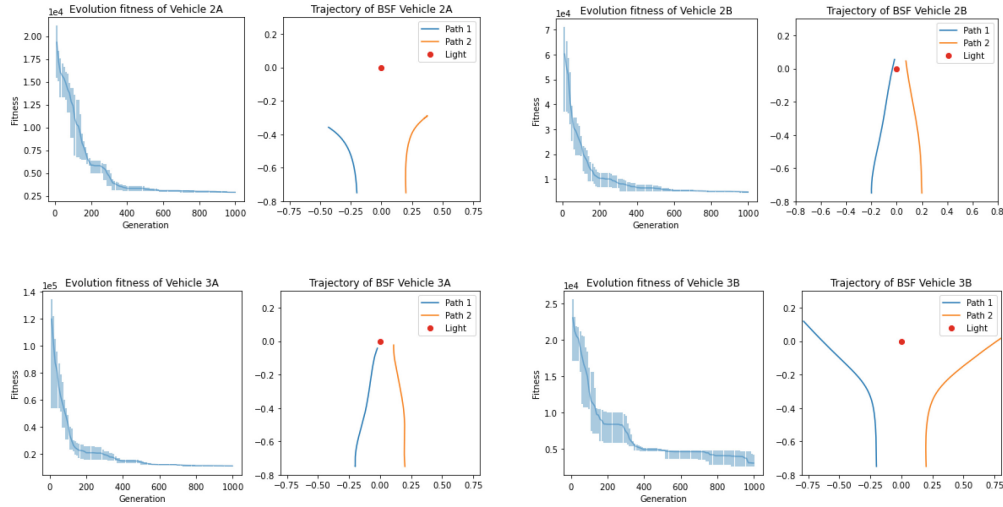 Evolution fitness of Vehicle 2A
1e4
2.00
1.75
1.50
1.25
1.00
0.75
0.50
0.25
Fitness
0 200 400 600 800 1000
Generation
Trajectory of BSF Vehicle 2A
Path 1
Path 2
Light
0.2
0.0
−0.2
−0.4
−0.6
−0.8
−0.75 −0.50 −0.25 0.00 0.25 0.50 0.75
Evolution fitness of Vehicle 2B
1e4
7
6
5
4
3
2
1
Fitness
0 200 400 600 800 1000
Generation
Trajectory of BSF Vehicle 2B
Path 1
Path 2
Light
0.2
0.0
−0.2
−0.4
−0.6
−0.8
−0.8 −0.6 −0.4 −0.2 0.0 0.2 0.4 0.6 0.8
Evolution fitness of Vehicle 3A
1e5
1.4
1.2
1.0
0.8
0.6
0.4
0.2
Fitness
0 200 400 600 800 1000
Generation
Trajectory of BSF Vehicle 3A
Path 1
Path 2
Light
0.2
0.0
−0.2
−0.4
−0.6
−0.8
−0.75 −0.50 −0.25 0.00 0.25 0.50 0.75
Evolution fitness of Vehicle 3B
1e4
2.5
2.0
1.5
1.0
0.5
Fitness
0 200 400 600 800 1000
Generation
Trajectory of BSF Vehicle 3B
Path 1
Path 2
Light
0.2
0.0
−0.2
−0.4
−0.6
−0.8
−0.75 −0.50 −0.25 0.00 0.25 0.50 0.75